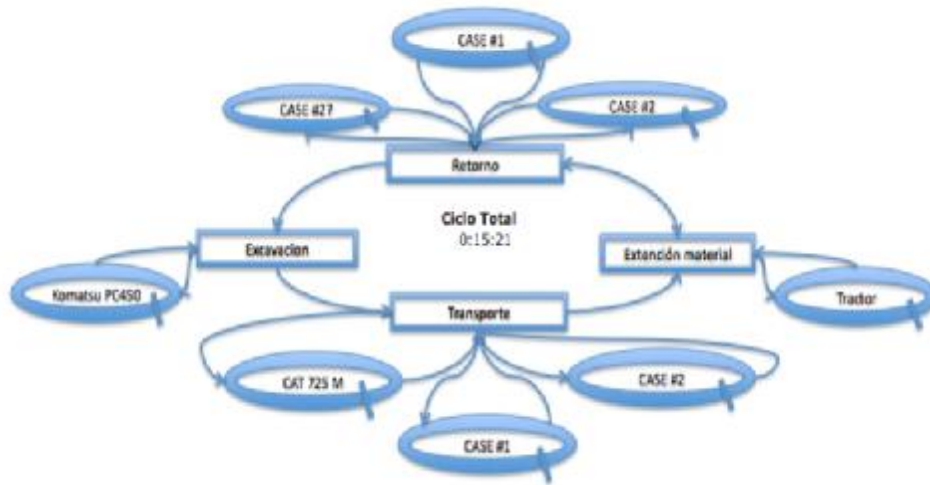 CASE #1
CASE #27
CASE #2
Retorno
Ciclo Total
0:15:21
Excavacion
Extención material
Komatsu PC450
Tractor
Transporte
CAT 725 M
CASE #2
CASE #1